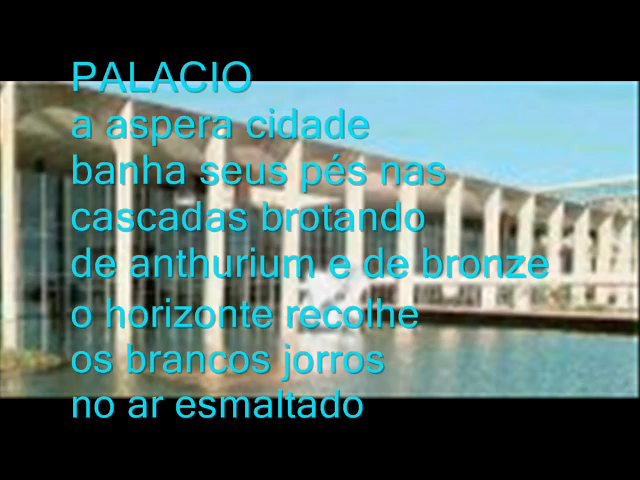 PALACIO
a aspera cidade
banha seus pés nas
cascadas brotando
de anthurium e de bronze
o horizonte recolhe
os brancos jorros
no ar esmaltado